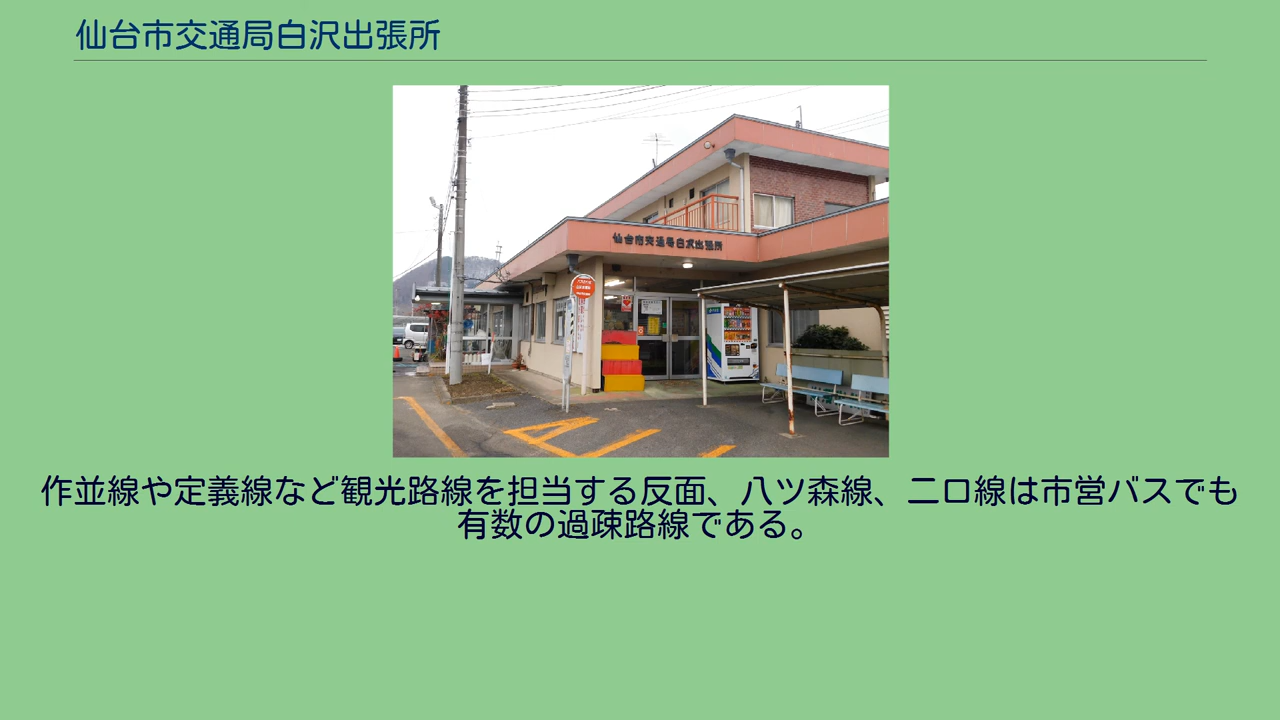 仙台市交通局白沢出張所
仙台市交通局白沢出張所
作並線や定義線など観光路線を担当する反面、八ツ森線、二口線は市営バスでも
有数の過疎路線である。